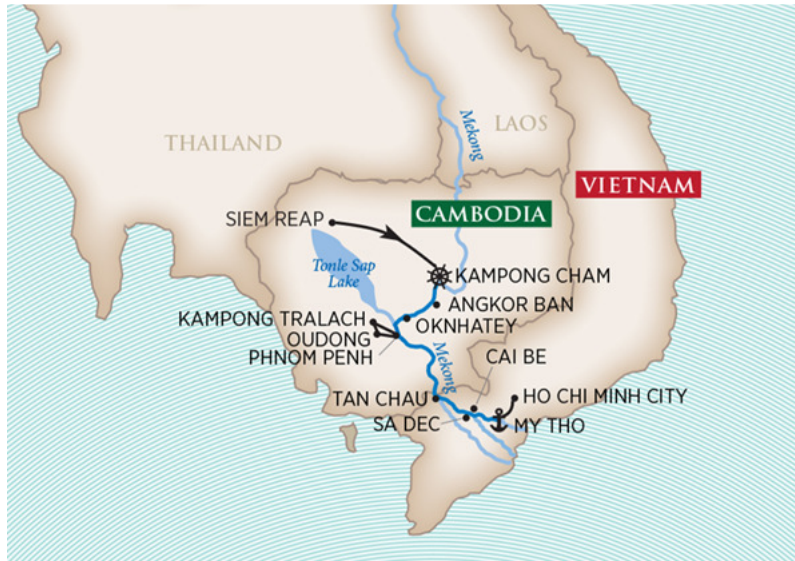 Mekong
LAOS
THAILAND
VIETNAM
CAMBODIA
SIEM REAP
Tonle Sap
Lake
KAMPONG CHAM
ANGKOR BAN
KAMPONG TRALACH
OKNHATEY
OUDONG
PHNOM PENH
Mekong
CAI BE
TAN CHAU
HO CHI MINH CITY
SA DEC
MY THO